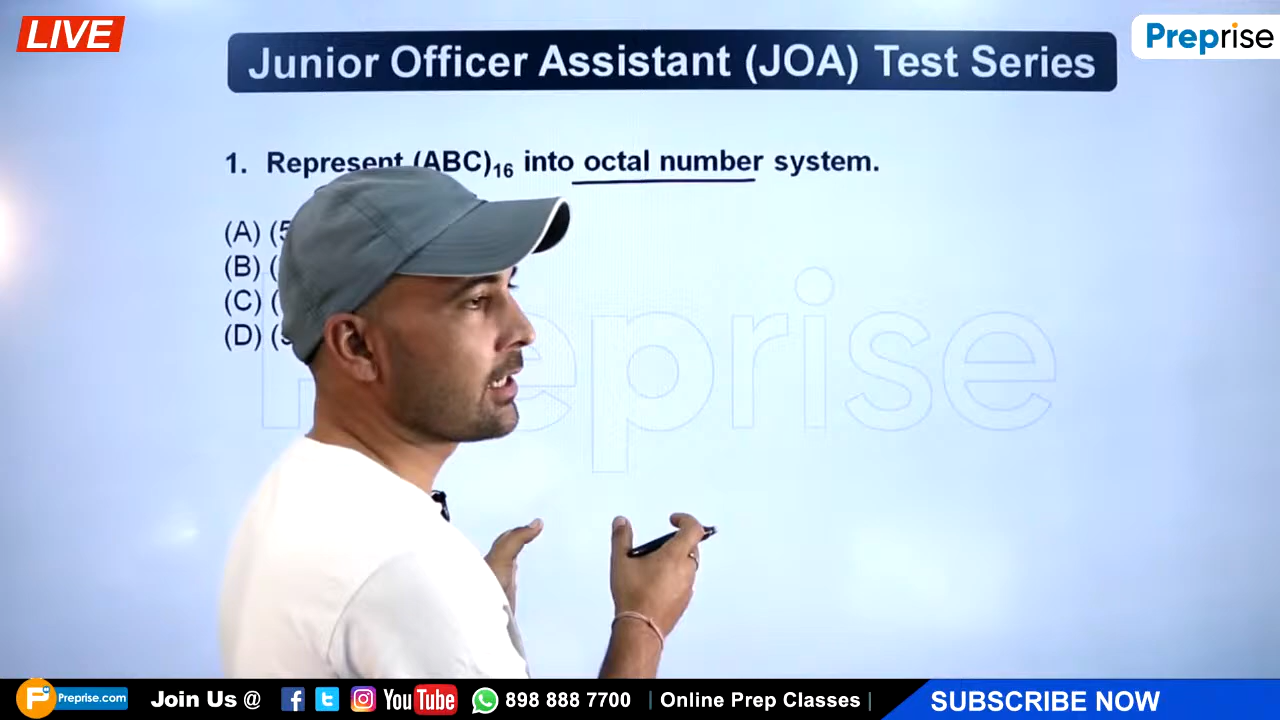 LIVE
Preprise
Junior Officer Assistant (JOA) Test Series
1. Represent (ABC)16 into octal number system.
(A) (5
(B) (
(C) (
(D) (
Preprise
Preprise.com Join Us @ You Tube 898 888 7700 | Online Prep Classes | SUBSCRIBE NOW